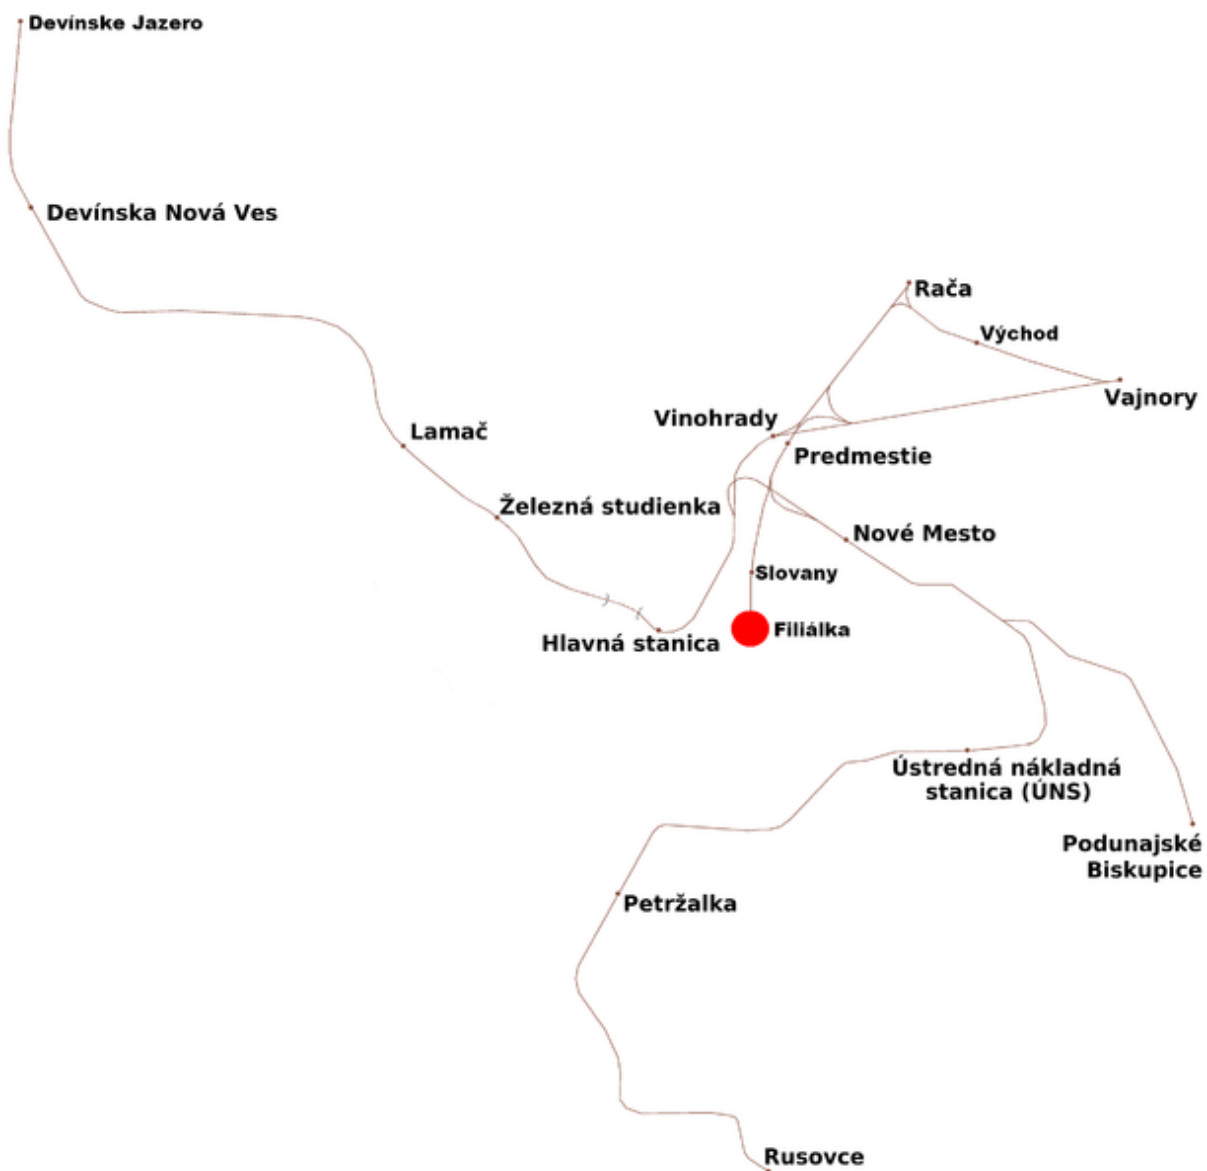 Devínske Jazero
Devínska Nová Ves
Rača
Východ
Vajnory
Vinohrady
Lamač
Predmestie
Železná studienka
Nové Mesto
Slovany
Filiálka
Hlavná stanica
Ústredná nákladná
stanica (ÚNS)
Podunajské
Biskupice
Petržalka
Rusovce